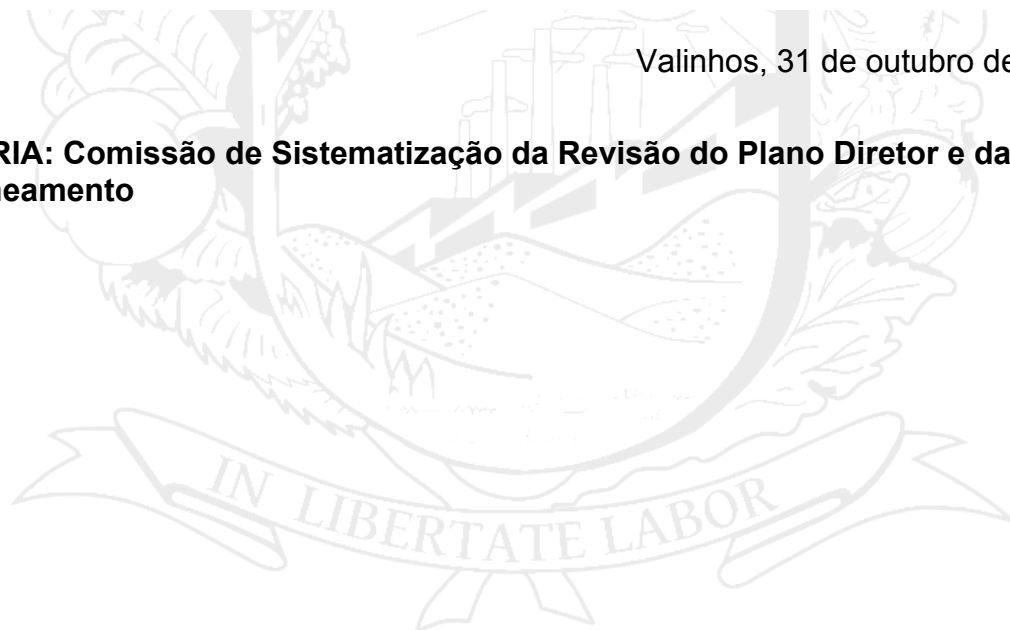 Valinhos, 31 de outubro de
RIA: Comissão de Sistematização da Revisão do Plano Diretor e da
neamento
IN LIBERTATE LABOR